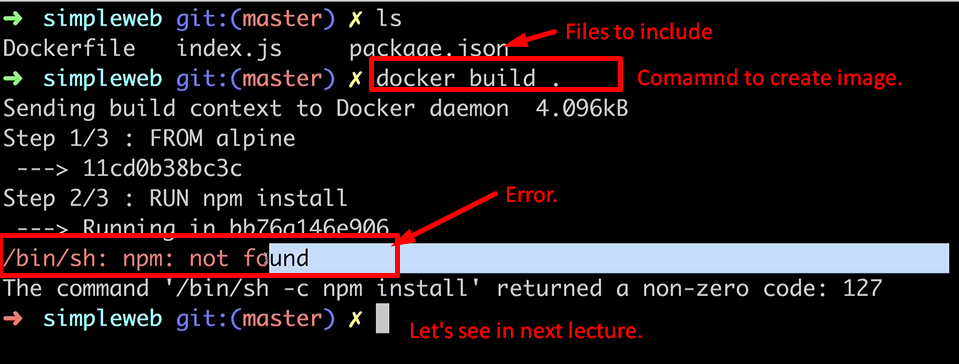 ➜ simpleweb git:(master) ✗ ls
Files to include
Dockerfile index.js package.json
➜ simpleweb git:(master) ✗ docker build .
Comamnd to create image.
Sending build context to Docker daemon 4.096kB
Step 1/3 : FROM alpine
---> 11cd0b38bc3c
Step 2/3 : RUN npm install
Error.
---> Running in bb76a146e906
/bin/sh: npm: not found
The command '/bin/sh -c npm install' returned a non-zero code: 127
➜ simpleweb git:(master) ✗
Let's see in next lecture.